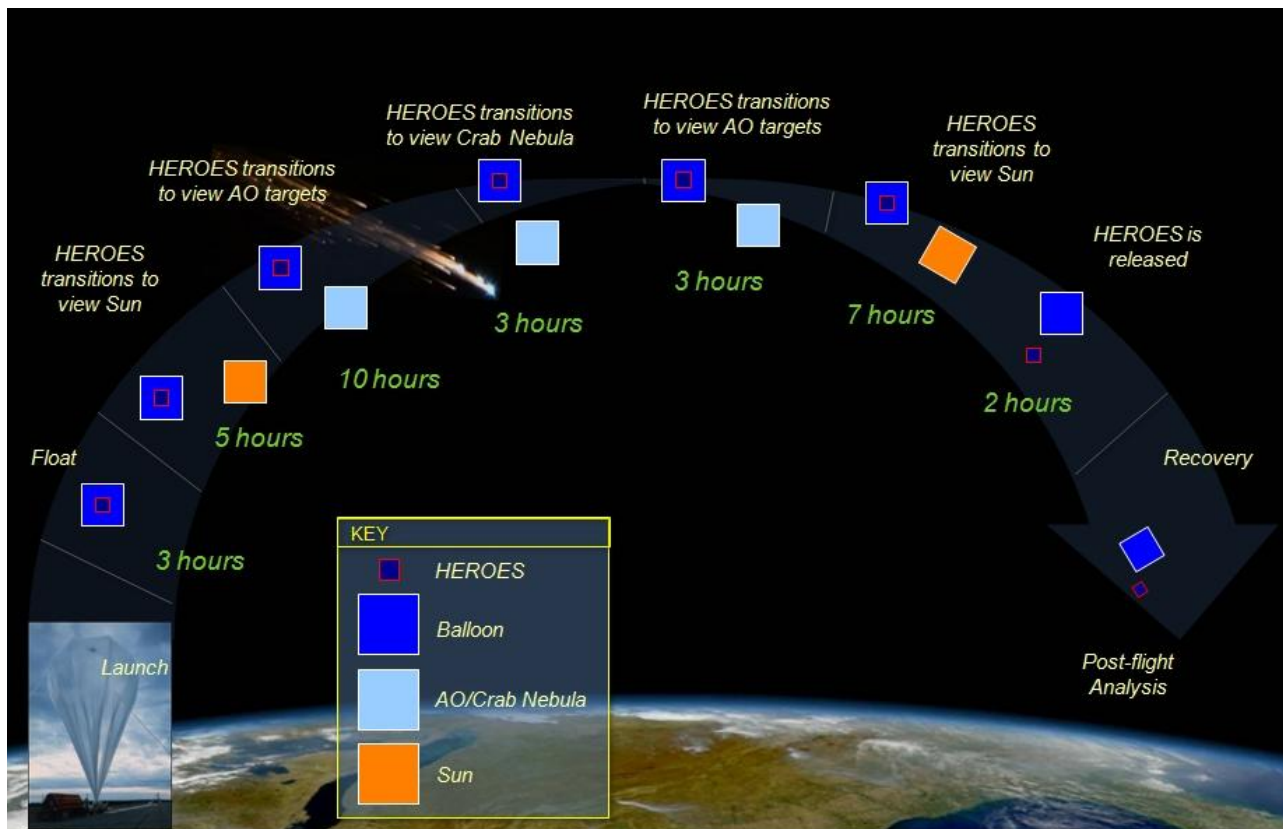 Launch
3 hours
Float
5 hours
HEROES
transitions to
view Sun
10 hours
HEROES transitions
to view AO targets
3 hours
HEROES transitions
to view Crab Nebula
3 hours
HEROES transitions
to view AO targets
7 hours
HEROES
transitions to
view Sun
2 hours
HEROES is
released
Recovery
Post-flight
Analysis
KEY
HEROES
Balloon
AO/Crab Nebula
Sun